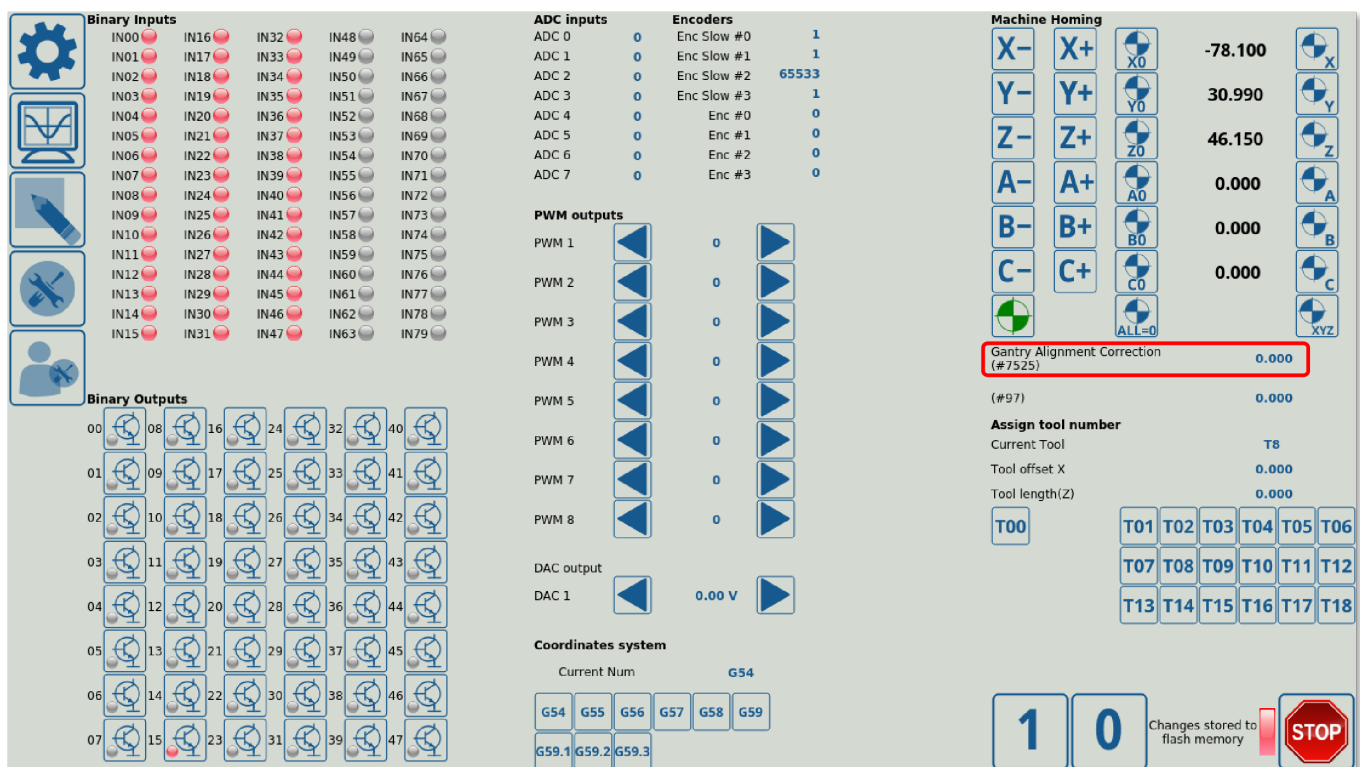 Binary Inputs
IN00 IN16 IN32 IN48 IN64
IN01 IN17 IN33 IN49 IN65
IN02 IN18 IN34 IN50 IN66
IN03 IN19 IN35 IN51 IN67
IN04 IN20 IN36 IN52 IN68
IN05 IN21 IN37 IN53 IN69
IN06 IN22 IN38 IN54 IN70
IN07 IN23 IN39 IN55 IN71
IN08 IN24 IN40 IN56 IN72
IN09 IN25 IN41 IN57 IN73
IN10 IN26 IN42 IN58 IN74
IN11 IN27 IN43 IN59 IN75
IN12 IN28 IN44 IN60 IN76
IN13 IN29 IN45 IN61 IN77
IN14 IN30 IN46 IN62 IN78
IN15 IN31 IN47 IN63 IN79
Binary Outputs
00 08 16 24 32 40
01 09 17 25 33 41
02 10 18 26 34 42
03 11 19 27 35 43
04 12 20 28 36 44
05 13 21 29 37 45
06 14 22 30 38 46
07 15 23 31 39 47
ADC inputs Encoders
ADC 0 0 Enc Slow #0 1
ADC 1 0 Enc Slow #1 1
ADC 2 0 Enc Slow #2 65533
ADC 3 0 Enc Slow #3 1
ADC 4 0 Enc #0 0
ADC 5 0 Enc #1 0
ADC 6 0 Enc #2 0
ADC 7 0 Enc #3 0
PWM outputs
PWM 1 0
PWM 2 0
PWM 3 0
PWM 4 0
PWM 5 0
PWM 6 0
PWM 7 0
PWM 8 0
DAC output
DAC 1 0.00 V
Coordinates system
Current Num G54
G54 G55 G56 G57 G58 G59
G59.1 G59.2 G59.3
Machine Homing
X− X+ X0 -78.100 X
Y− Y+ Y0 30.990 Y
Z− Z+ Z0 46.150 Z
A− A+ A0 0.000 A
B− B+ B0 0.000 B
C− C+ C0 0.000 C
ALL=0 XYZ
Gantry Alignment Correction
(#7525) 0.000
(#97) 0.000
Assign tool number
Current Tool T8
Tool offset X 0.000
Tool length(Z) 0.000
T00 T01 T02 T03 T04 T05 T06
T07 T08 T09 T10 T11 T12
T13 T14 T15 T16 T17 T18
1 0
Changes stored to
flash memory
STOP